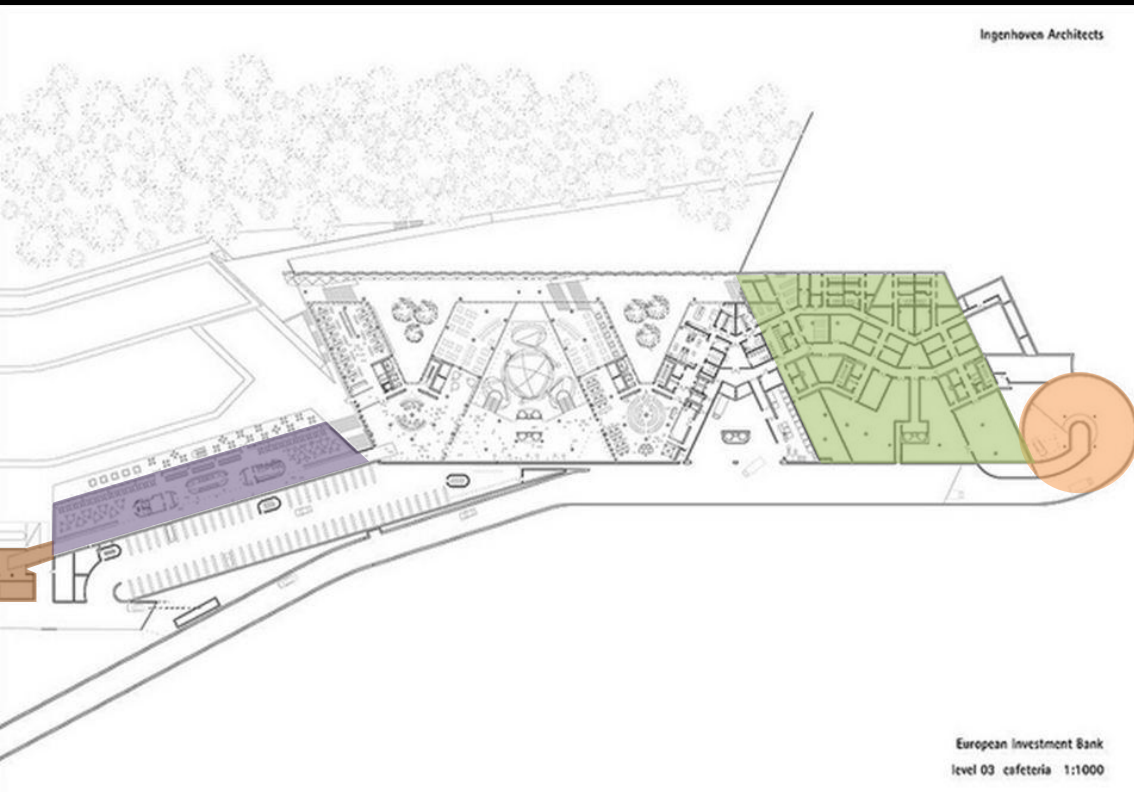 Ingenhoven Architects
European Investment Bank
level 03 cafeteria 1:1000